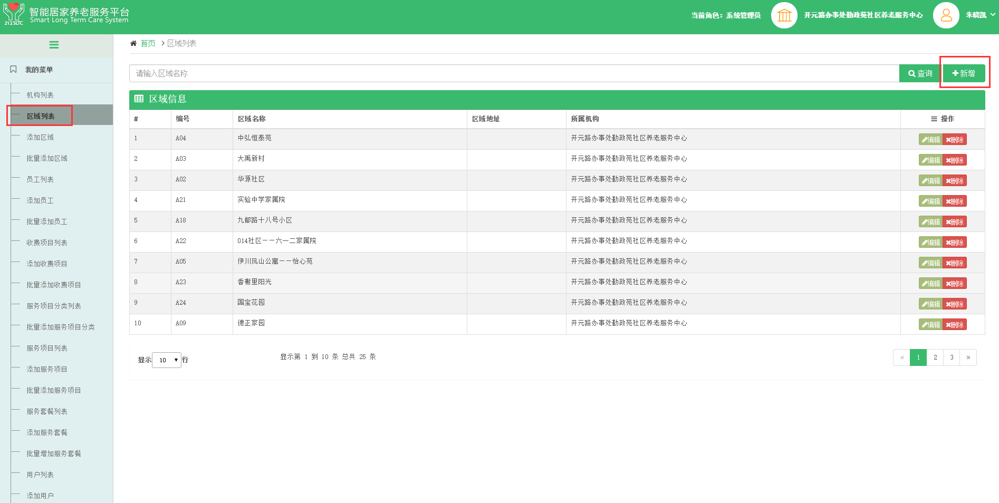 智能居家养老服务平台
Smart Long Term Care System
212SLTC
当前角色：系统管理员
开元路办事处勤政苑社区养老服务中心
朱晓凯
首页 > 区域列表
我的菜单
机构列表
区域列表
添加区域
批量添加区域
员工列表
添加员工
批量添加员工
收费项目列表
添加收费项目
批量添加收费项目
服务项目分类列表
批量添加服务项目分类
服务项目列表
添加服务项目
批量添加服务项目
服务套餐列表
添加服务套餐
批量增加服务套餐
用户列表
添加用户
请输入区域名称 查询 新增
区域信息
# 编号 区域名称 区域地址 所属机构 操作
1 A04 中弘恒泰苑 开元路办事处勤政苑社区养老服务中心 编辑 删除
2 A03 大禹新村 开元路办事处勤政苑社区养老服务中心 编辑 删除
3 A02 华源社区 开元路办事处勤政苑社区养老服务中心 编辑 删除
4 A21 实验中学家属院 开元路办事处勤政苑社区养老服务中心 编辑 删除
5 A18 九都路十八号小区 开元路办事处勤政苑社区养老服务中心 编辑 删除
6 A22 014社区－－六一二家属院 开元路办事处勤政苑社区养老服务中心 编辑 删除
7 A05 伊川凤山公寓－－怡心苑 开元路办事处勤政苑社区养老服务中心 编辑 删除
8 A23 香榭里阳光 开元路办事处勤政苑社区养老服务中心 编辑 删除
9 A24 国宝花园 开元路办事处勤政苑社区养老服务中心 编辑 删除
10 A09 德正家园 开元路办事处勤政苑社区养老服务中心 编辑 删除
显示 10 行 显示第 1 到 10 条 总共 25 条 « 1 2 3 »